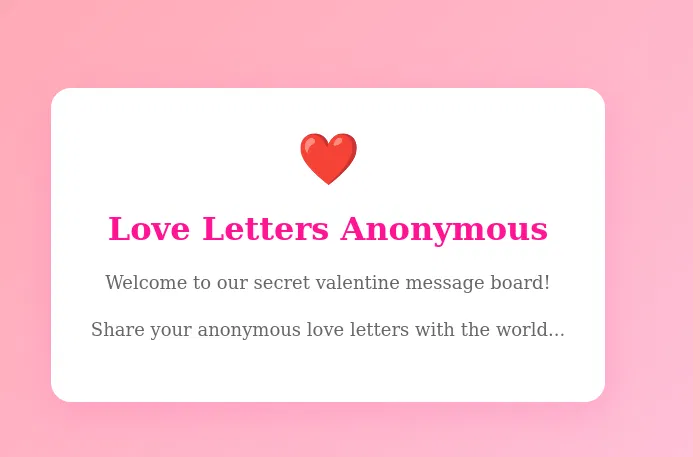 Love Letters Anonymous
Welcome to our secret valentine message board!
Share your anonymous love letters with the world...